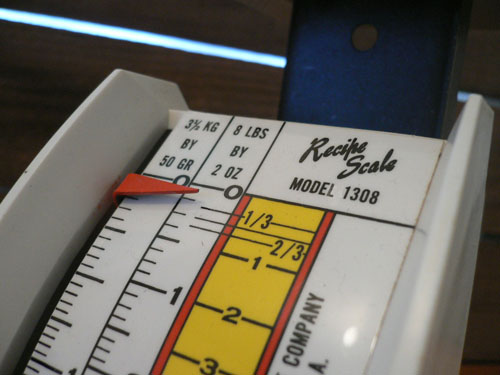 3½ KG
BY
50 GR
8 LBS
BY
2 OZ
Recipe
Scale
MODEL 1308
0
0
1/3
2/3
1
1
2
3
COMPANY
A.